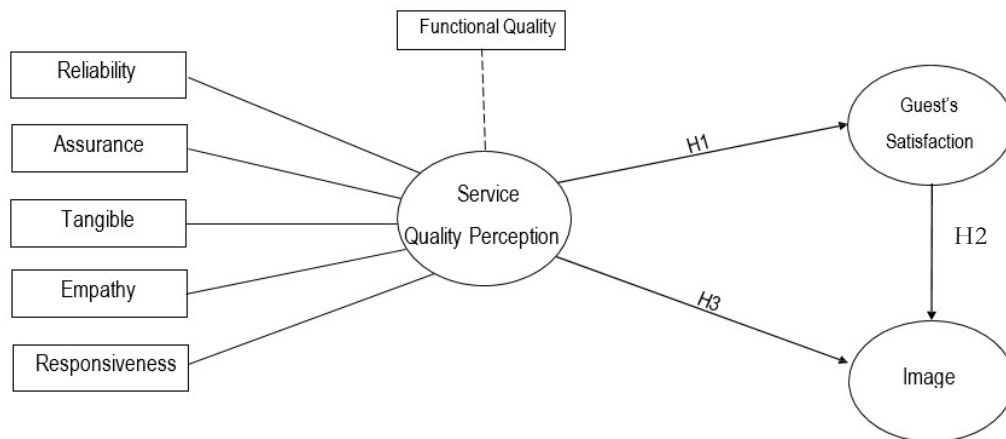 Functional Quality
Reliability
Assurance
Tangible
Empathy
Responsiveness
Service
Quality Perception
H1
H3
Guest's
Satisfaction
H2
Image